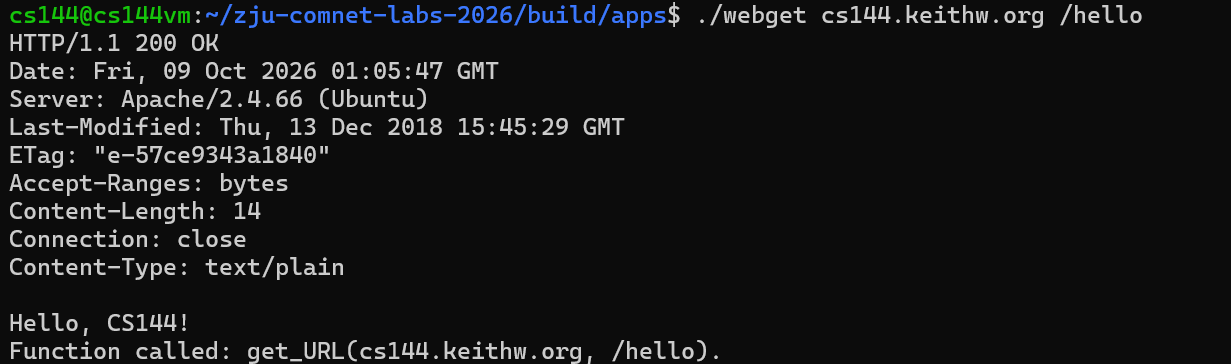 cs144@cs144vm:~/zju-comnet-labs-2026/build/apps$ ./webget cs144.keithw.org /hello
HTTP/1.1 200 OK
Date: Fri, 09 Oct 2026 01:05:47 GMT
Server: Apache/2.4.66 (Ubuntu)
Last-Modified: Thu, 13 Dec 2018 15:45:29 GMT
ETag: "e-57ce9343a1840"
Accept-Ranges: bytes
Content-Length: 14
Connection: close
Content-Type: text/plain

Hello, CS144!
Function called: get_URL(cs144.keithw.org, /hello).